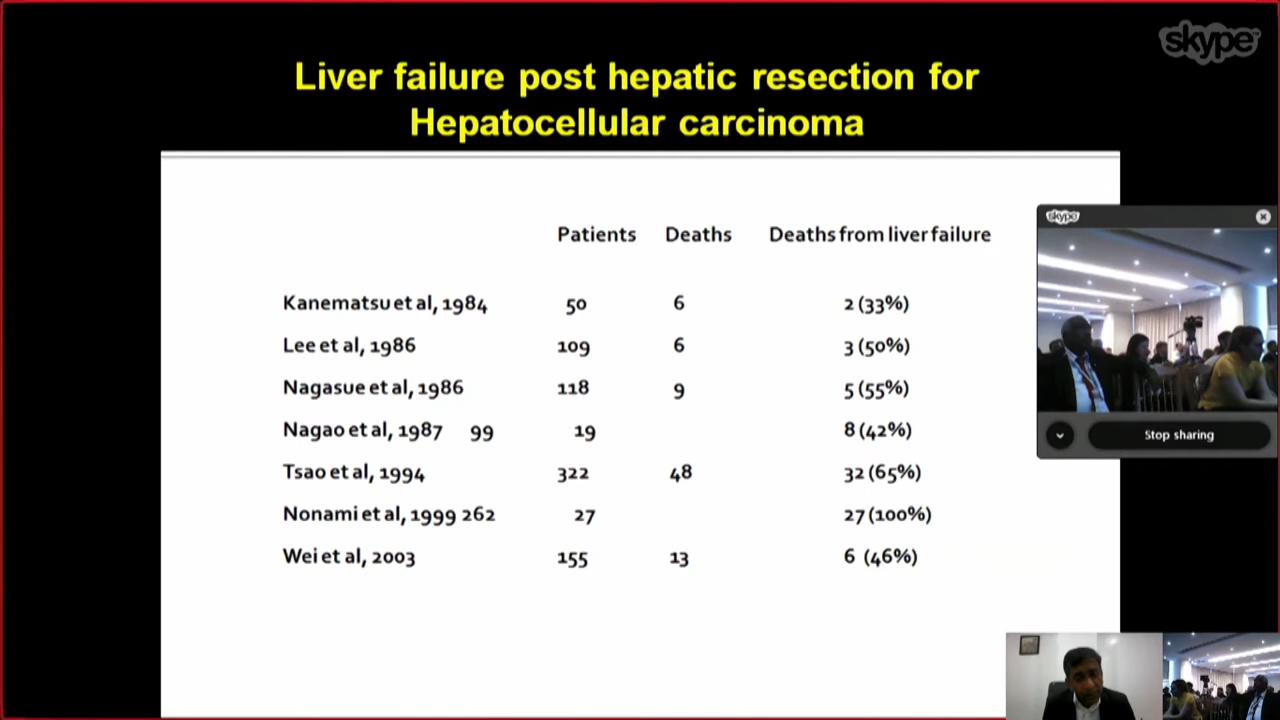 skype
Liver failure post hepatic resection for
Hepatocellular carcinoma
Patients Deaths Deaths from liver failure
Kanematsu et al, 1984 50 6 2 (33%)
Lee et al, 1986 109 6 3 (50%)
Nagasue et al, 1986 118 9 5 (55%)
Nagao et al, 1987 99 19 8 (42%)
Tsao et al, 1994 322 48 32 (65%)
Nonami et al, 1999 262 27 27 (100%)
Wei et al, 2003 155 13 6 (46%)
skype
Stop sharing